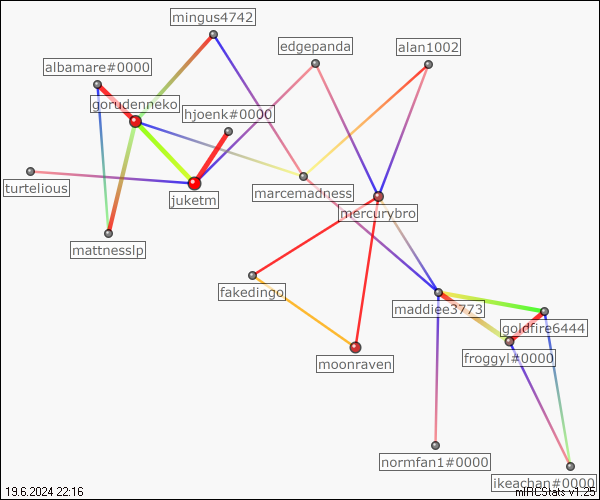 mingus4742
edgepanda
alan1002
albamare#0000
gorudenneko
hjoenk#0000
turtelious
juketm
marcemadness
mercurybro
mattnesslp
fakedingo
maddiee3773
goldfire6444
froggyl#0000
moonraven
normfan1#0000
ikeachan#0000
19.6.2024 22:16
mIRCStats v1.25